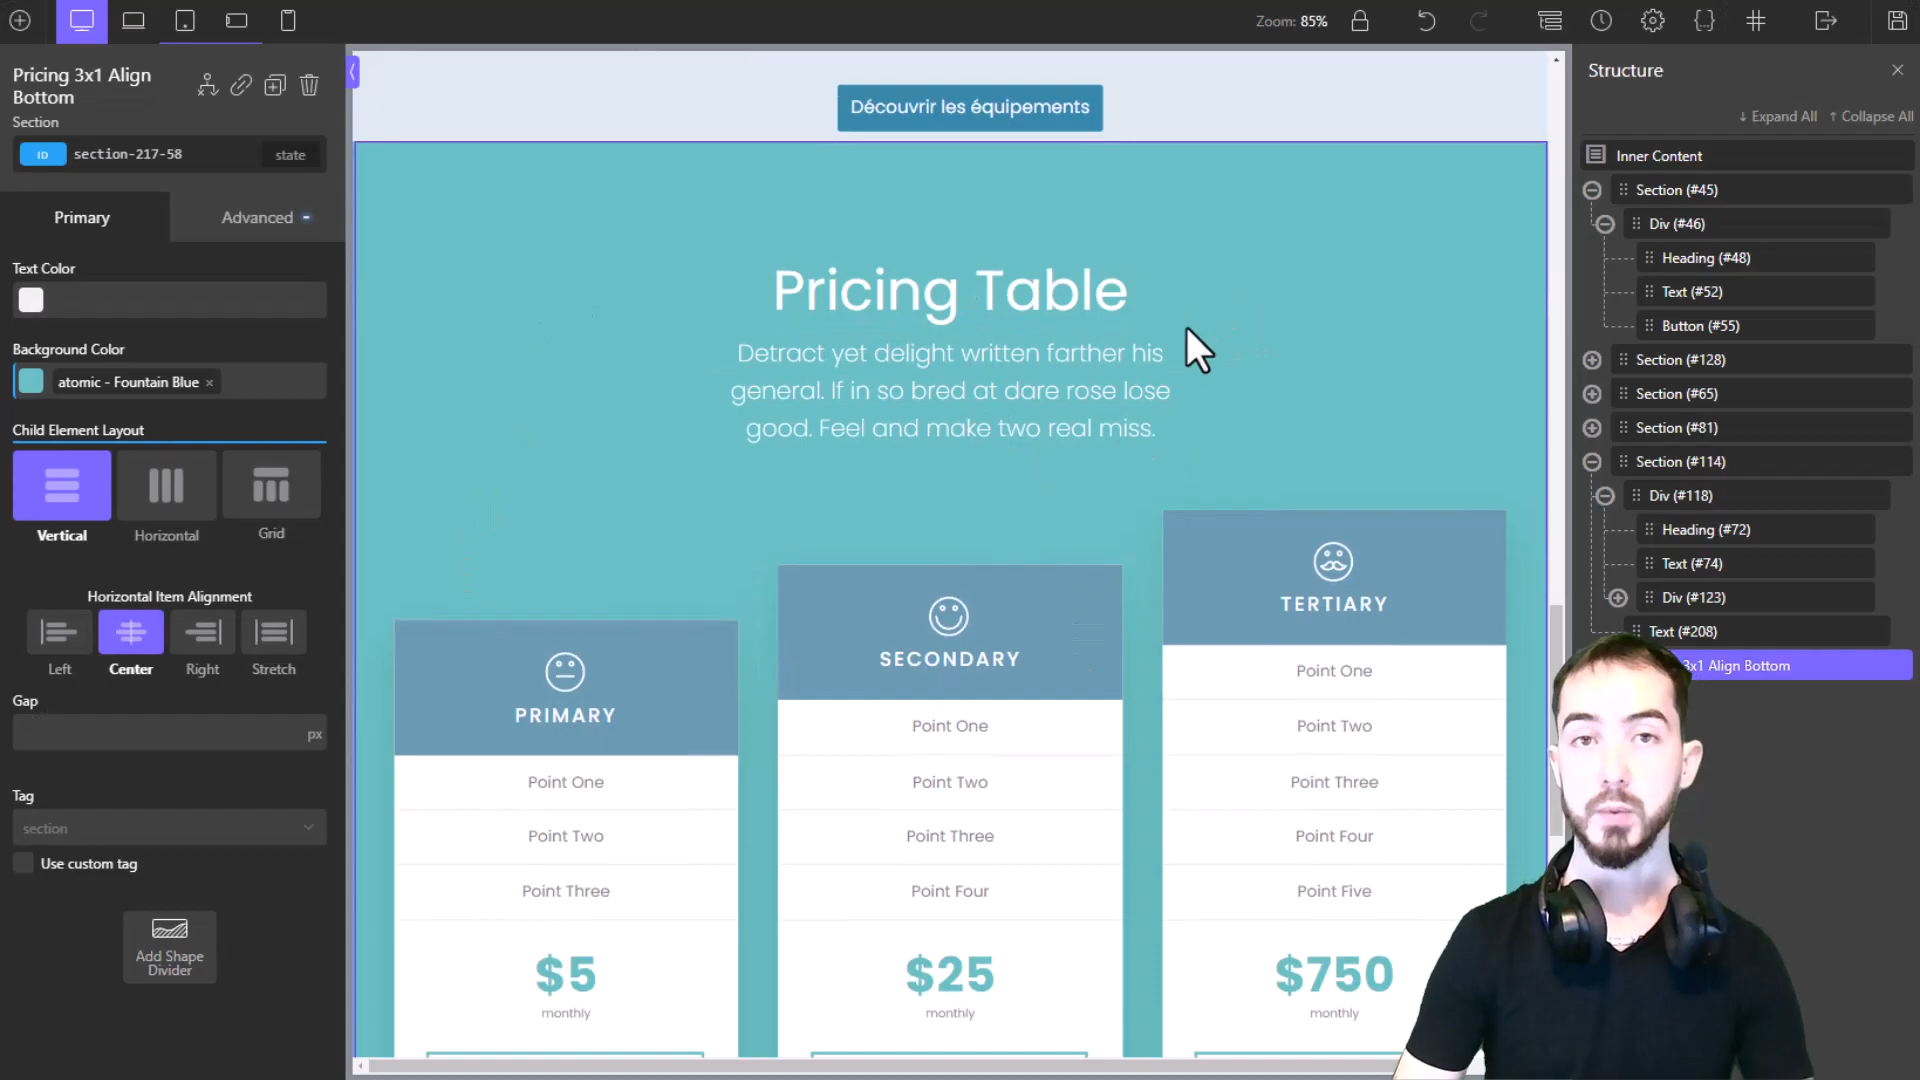 Zoom: 85%
Pricing 3x1 Align
Bottom
Section
ID section-217-58 state
Primary Advanced
Text Color
Background Color
atomic - Fountain Blue ×
Child Element Layout
Vertical Horizontal Grid
Horizontal Item Alignment
Left Center Right Stretch
Gap
px
Tag
section
Use custom tag
Add Shape
Divider
Découvrir les équipements
Pricing Table
Detract yet delight written farther his
general. If in so bred at dare rose lose
good. Feel and make two real miss.
PRIMARY
Point One
Point Two
Point Three
$5
monthly
SECONDARY
Point One
Point Two
Point Three
Point Four
$25
monthly
TERTIARY
Point One
Point Two
Point Three
Point Four
Point Five
$750
monthly
Structure
↓ Expand All ↑ Collapse All
Inner Content
Section (#45)
Div (#46)
Heading (#48)
Text (#52)
Button (#55)
Section (#128)
Section (#65)
Section (#81)
Section (#114)
Div (#118)
Heading (#72)
Text (#74)
Div (#123)
Text (#208)
3x1 Align Bottom